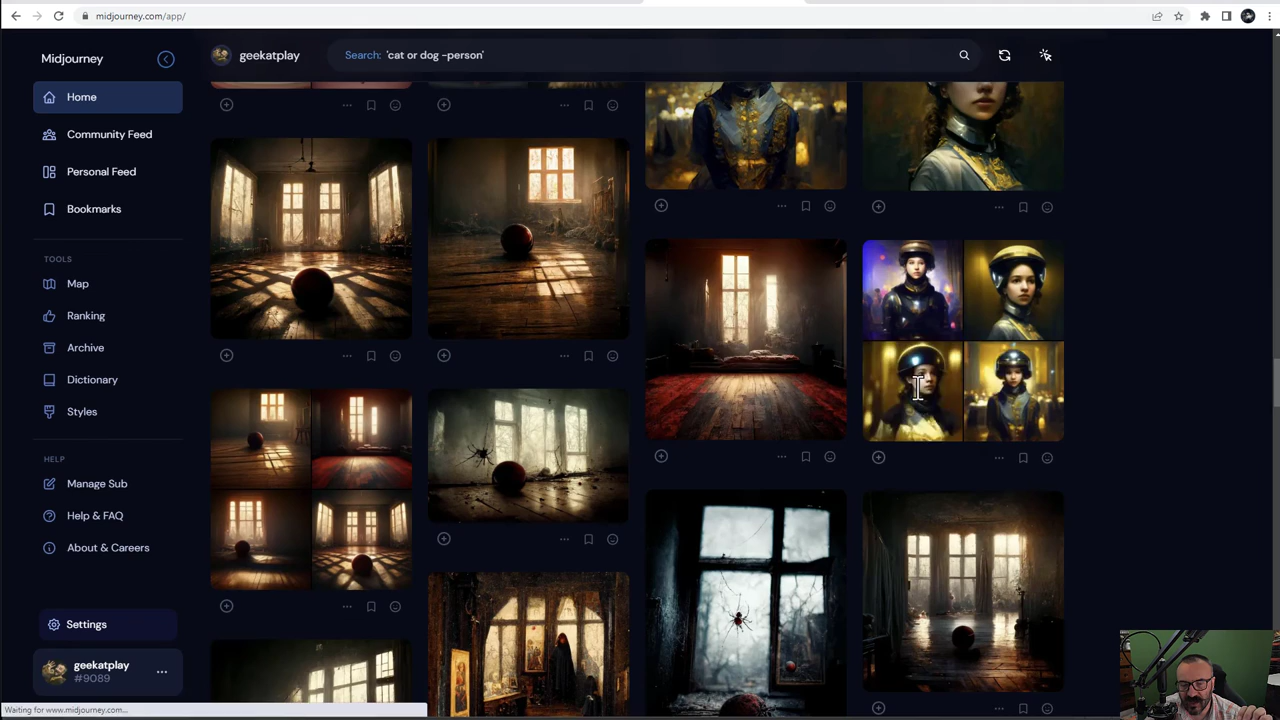 midjourney.com/app/
Midjourney
geekatplay
Search: 'cat or dog -person'
Home
Community Feed
Personal Feed
Bookmarks
TOOLS
Map
Ranking
Archive
Dictionary
Styles
HELP
Manage Sub
Help & FAQ
About & Careers
Settings
geekatplay
#9089
Waiting for www.midjourney.com...